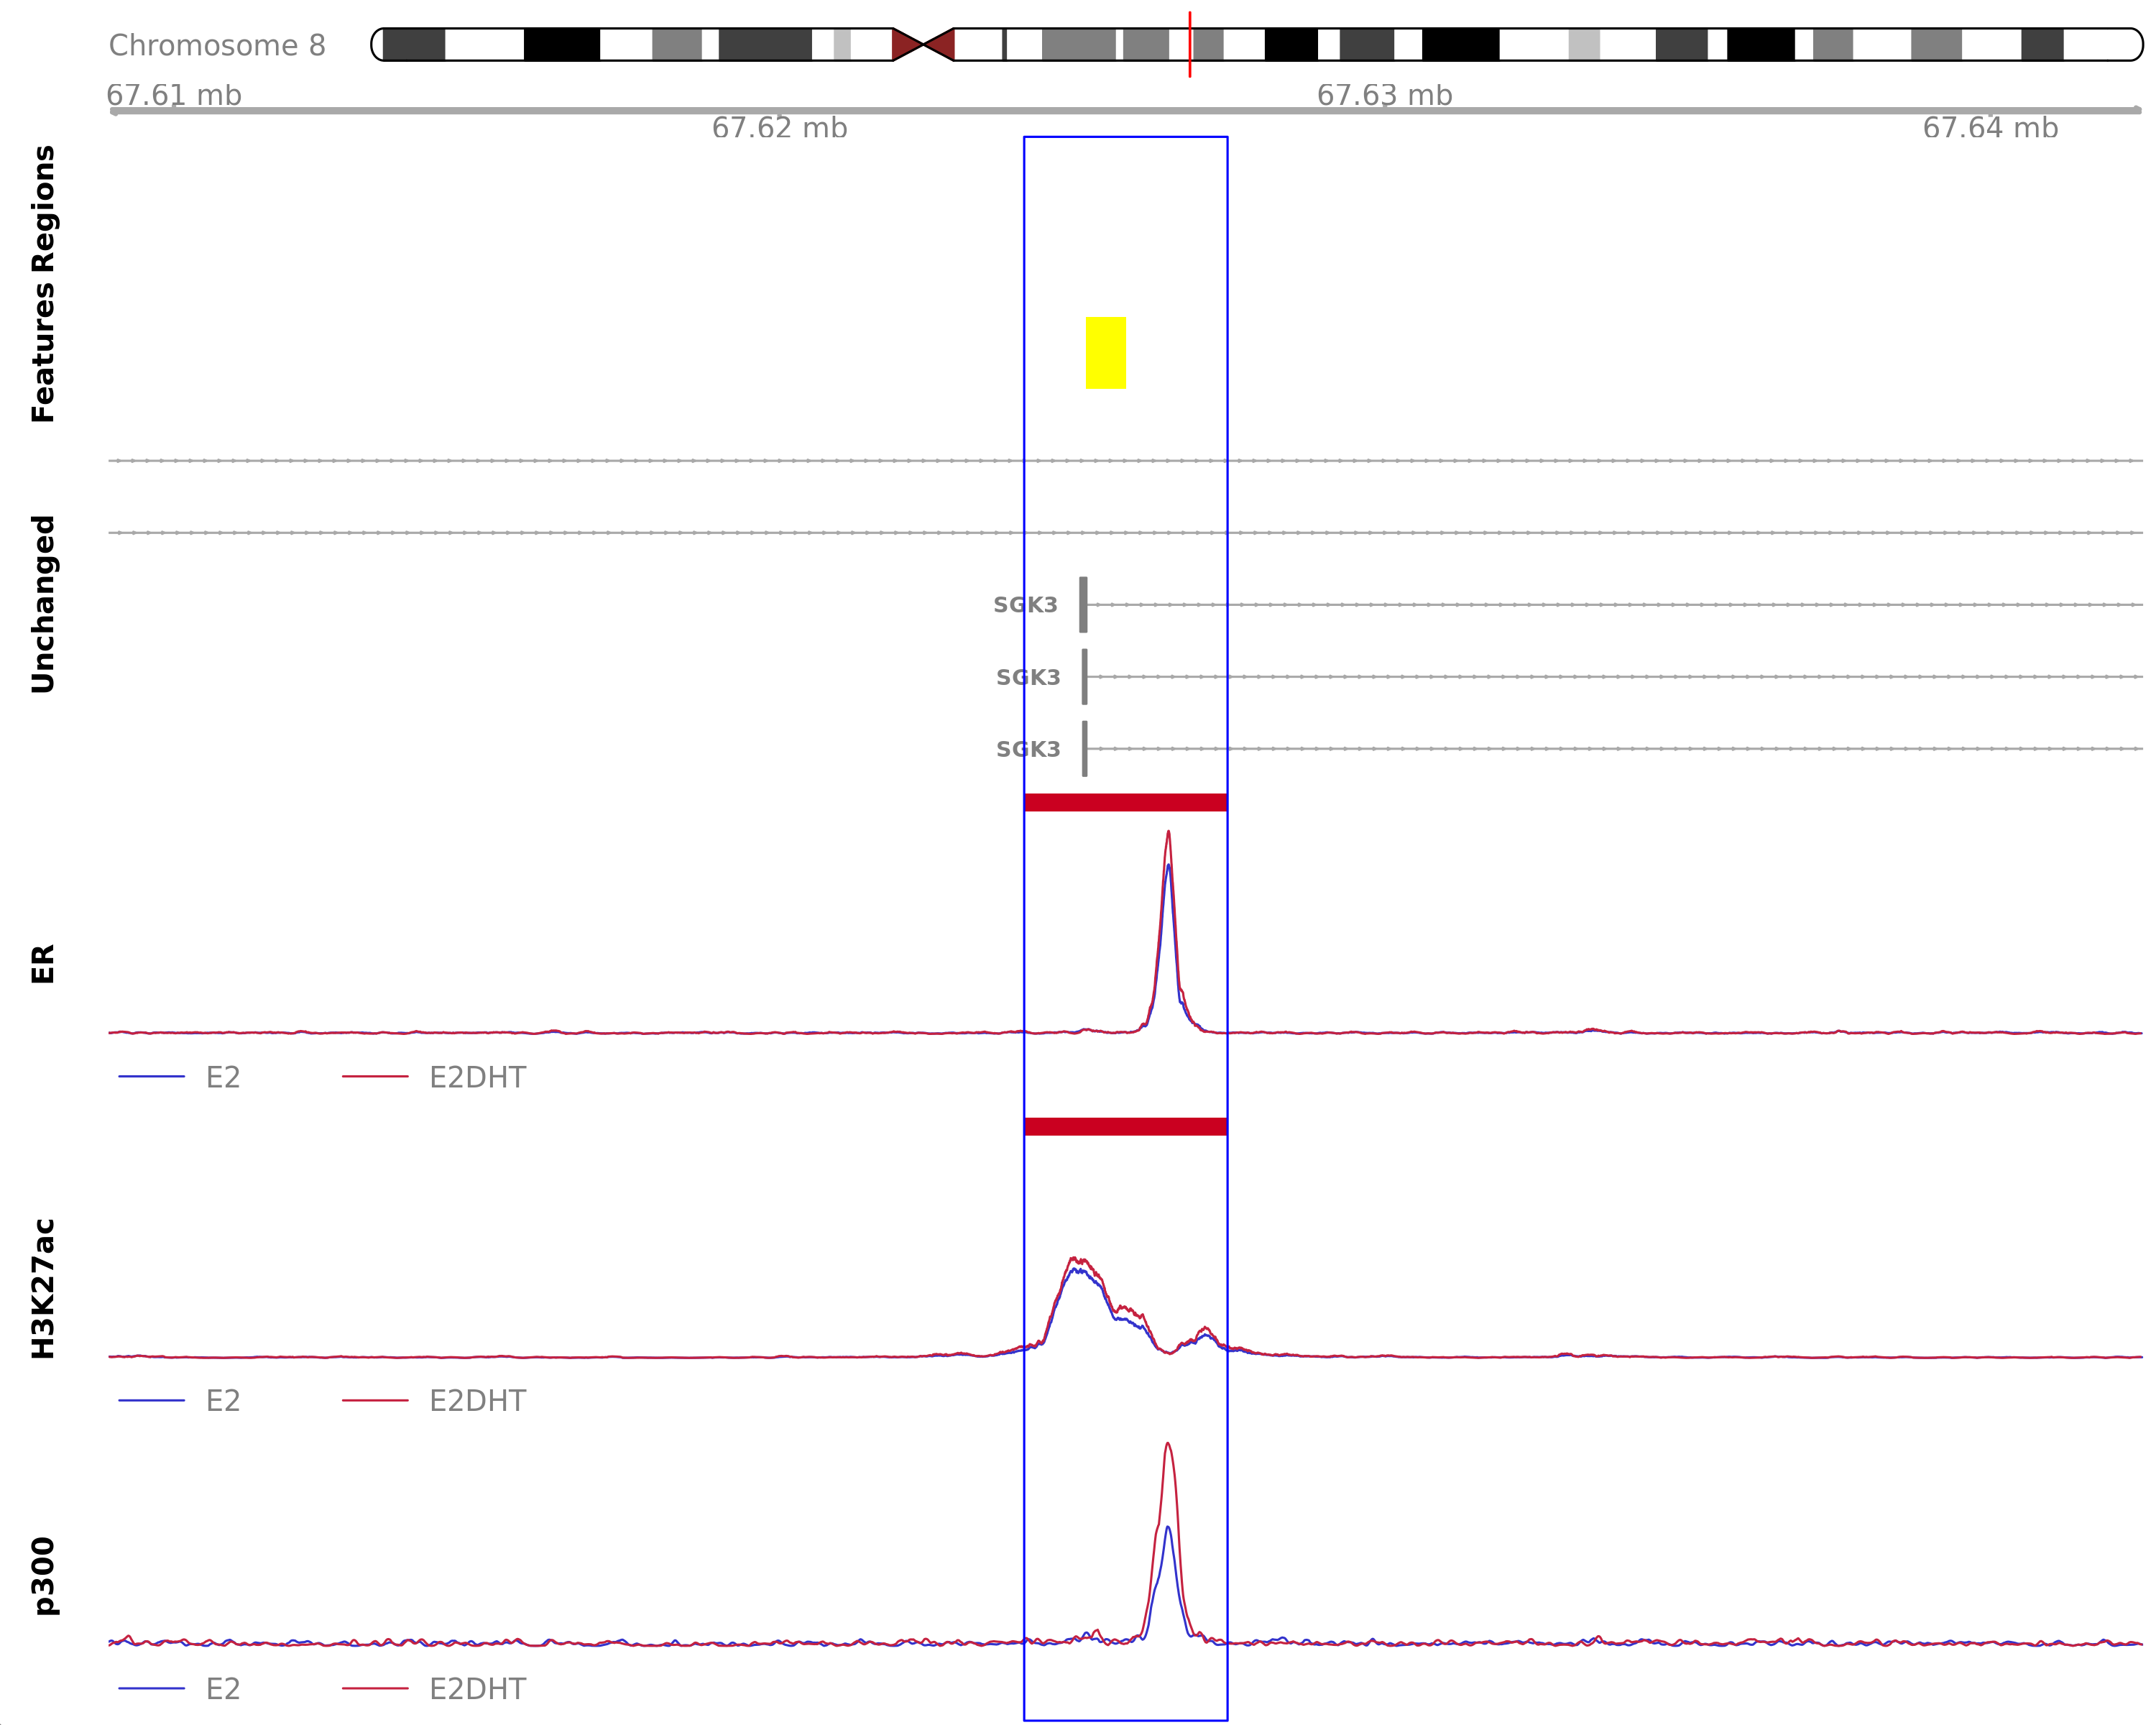 Chromosome 8
67.61 mb
67.63 mb
67.62 mb
67.64 mb
Features Regions
Unchanged
SGK3
SGK3
SGK3
ER
E2
E2DHT
H3K27ac
E2
E2DHT
p300
E2
E2DHT